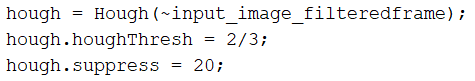 hough = Hough(~input_image_filteredframe);
hough.houghThresh = 2/3;
hough.suppress = 20;